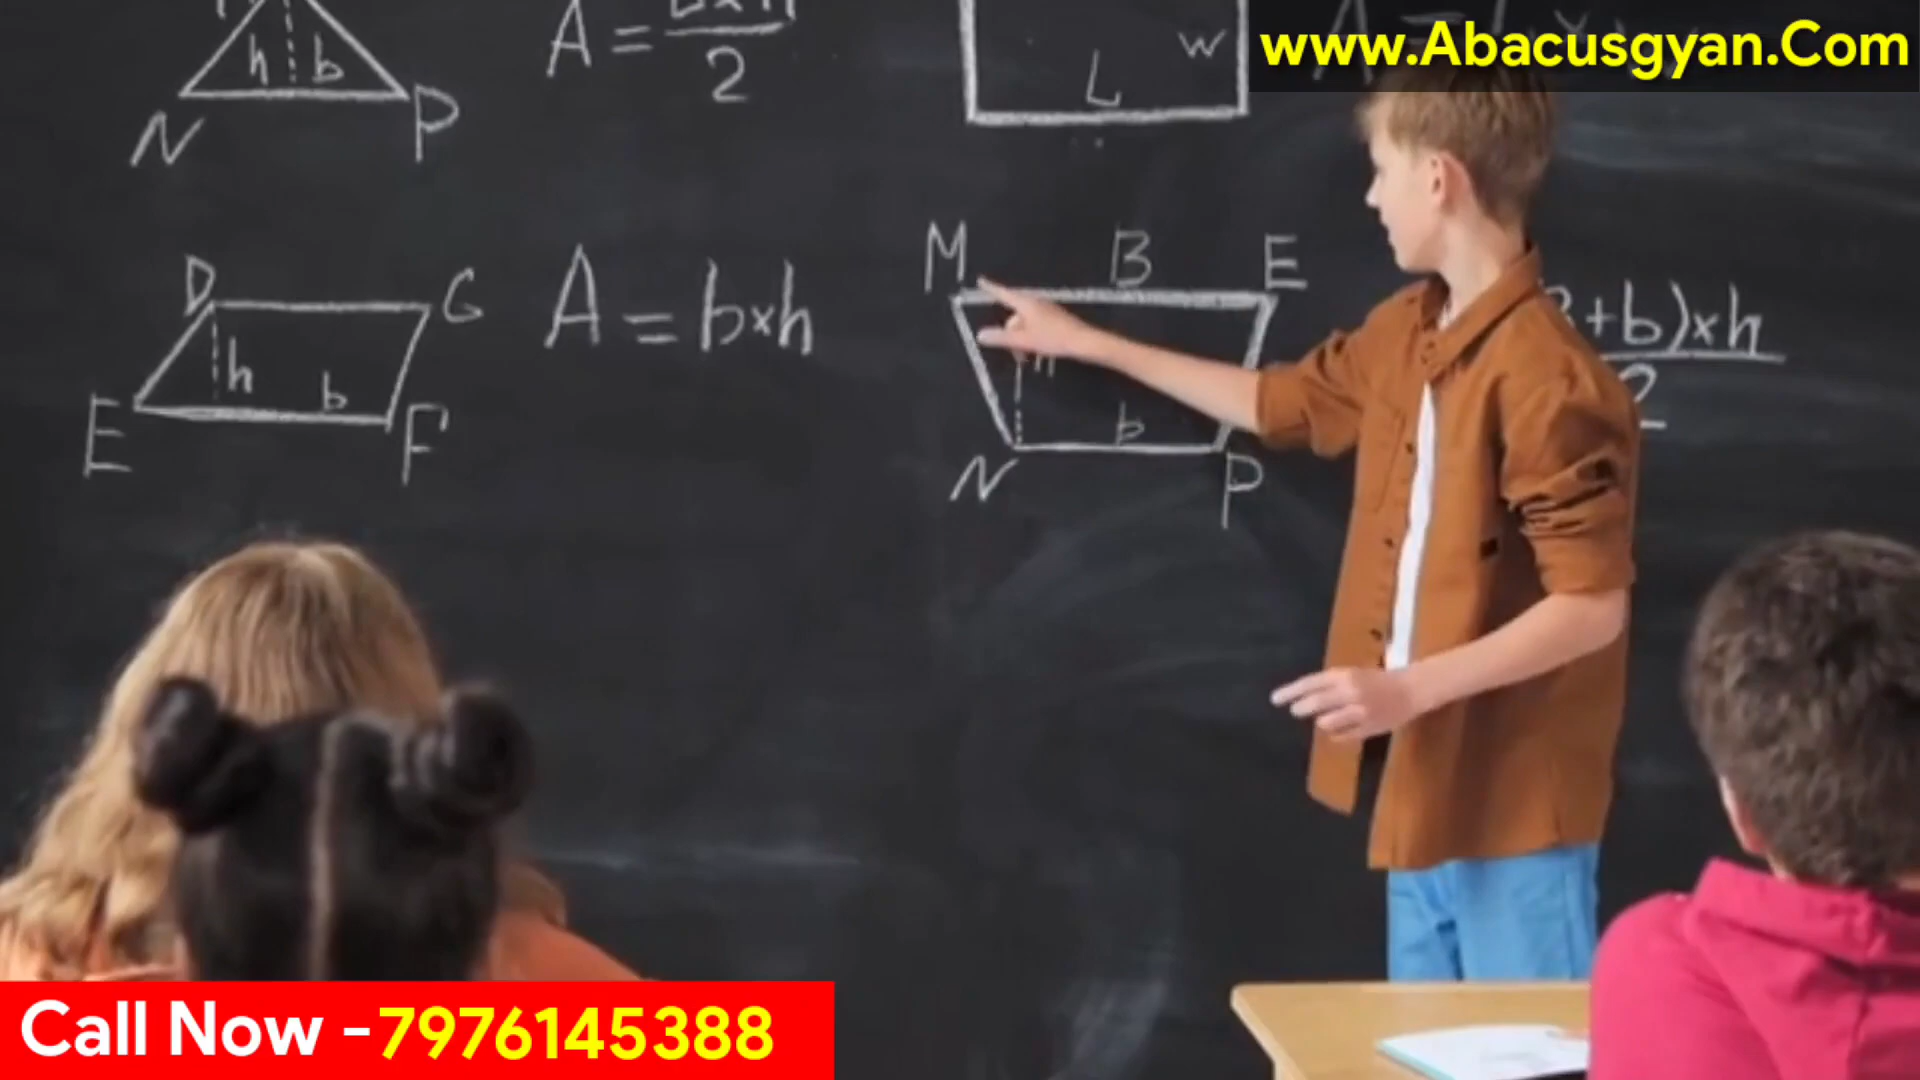 www.Abacusgyan.Com
h b
N P
A =
2
W
L
D G
h b
E F
A = b×h
M B E
b
N P
+b)×h
2
Call Now -7976145388